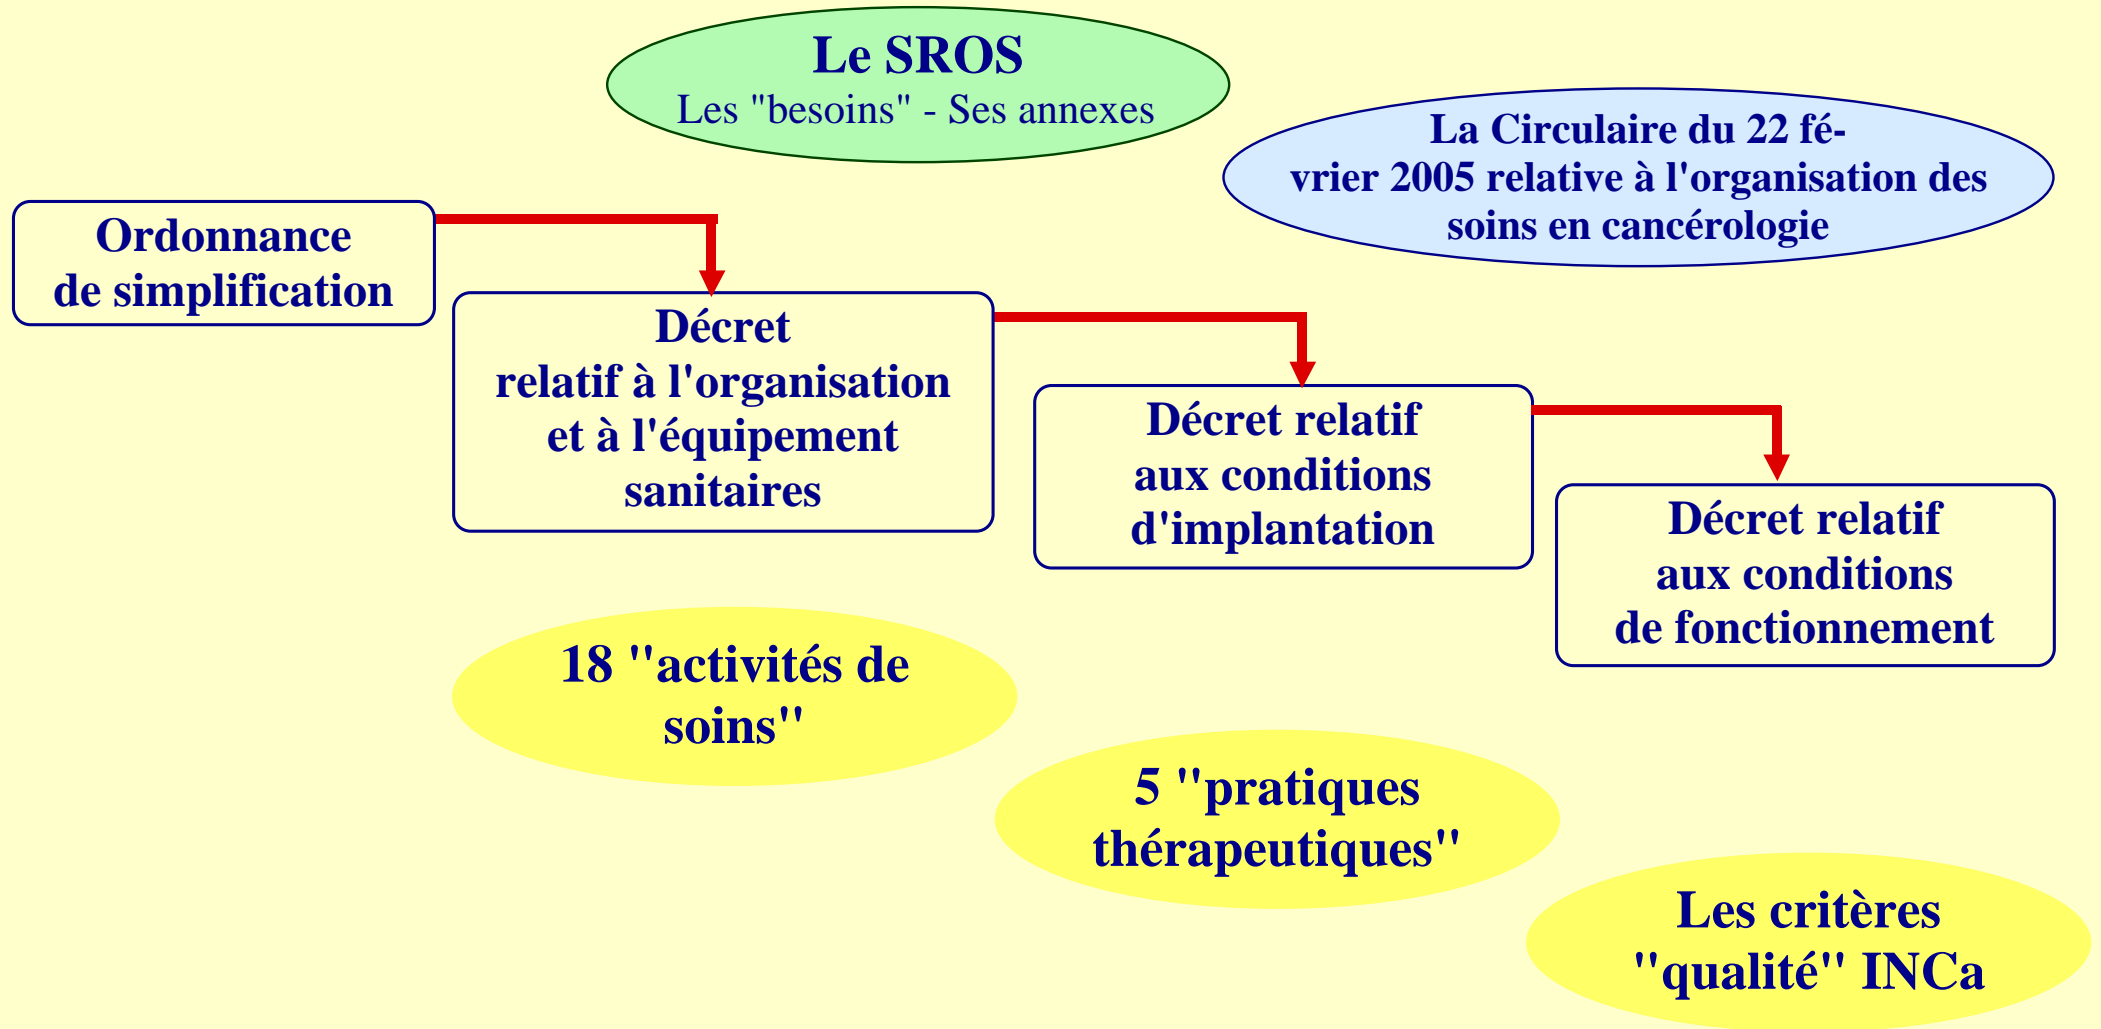 Le SROS
Les "besoins" - Ses annexes
La Circulaire du 22 fé-
vrier 2005 relative à l'organisation des
soins en cancérologie
Ordonnance
de simplification
Décret
relatif à l'organisation
et à l'équipement
sanitaires
Décret relatif
aux conditions
d'implantation
Décret relatif
aux conditions
de fonctionnement
18 "activités de
soins"
5 "pratiques
thérapeutiques"
Les critères
"qualité" INCa